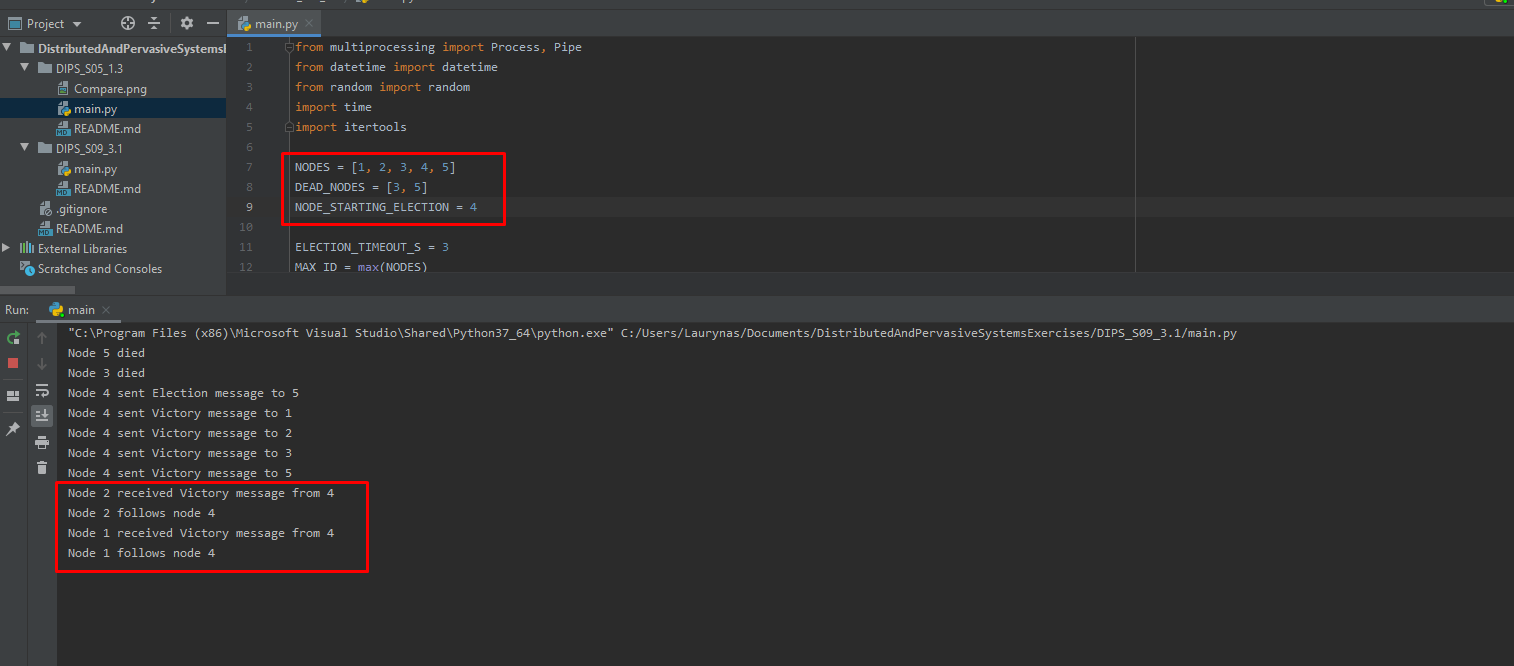 Project
main.py
DistributedAndPervasiveSystemsE
DIPS_S05_1.3
Compare.png
main.py
README.md
DIPS_S09_3.1
main.py
README.md
.gitignore
README.md
External Libraries
Scratches and Consoles
1 from multiprocessing import Process, Pipe
2 from datetime import datetime
3 from random import random
4 import time
5 import itertools
6
7 NODES = [1, 2, 3, 4, 5]
8 DEAD_NODES = [3, 5]
9 NODE_STARTING_ELECTION = 4
10
11 ELECTION_TIMEOUT_S = 3
12 MAX_ID = max(NODES)
Run: main
"C:\Program Files (x86)\Microsoft Visual Studio\Shared\Python37_64\python.exe" C:/Users/Laurynas/Documents/DistributedAndPervasiveSystemsExercises/DIPS_S09_3.1/main.py
Node 5 died
Node 3 died
Node 4 sent Election message to 5
Node 4 sent Victory message to 1
Node 4 sent Victory message to 2
Node 4 sent Victory message to 3
Node 4 sent Victory message to 5
Node 2 received Victory message from 4
Node 2 follows node 4
Node 1 received Victory message from 4
Node 1 follows node 4